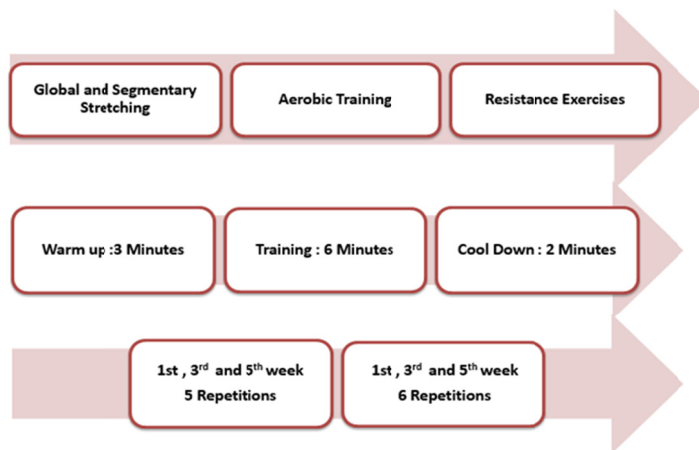 Global and Segmentary
Stretching
Aerobic Training
Resistance Exercises
Warm up :3 Minutes
Training : 6 Minutes
Cool Down : 2 Minutes
1st , 3rd and 5th week
5 Repetitions
1st , 3rd and 5th week
6 Repetitions